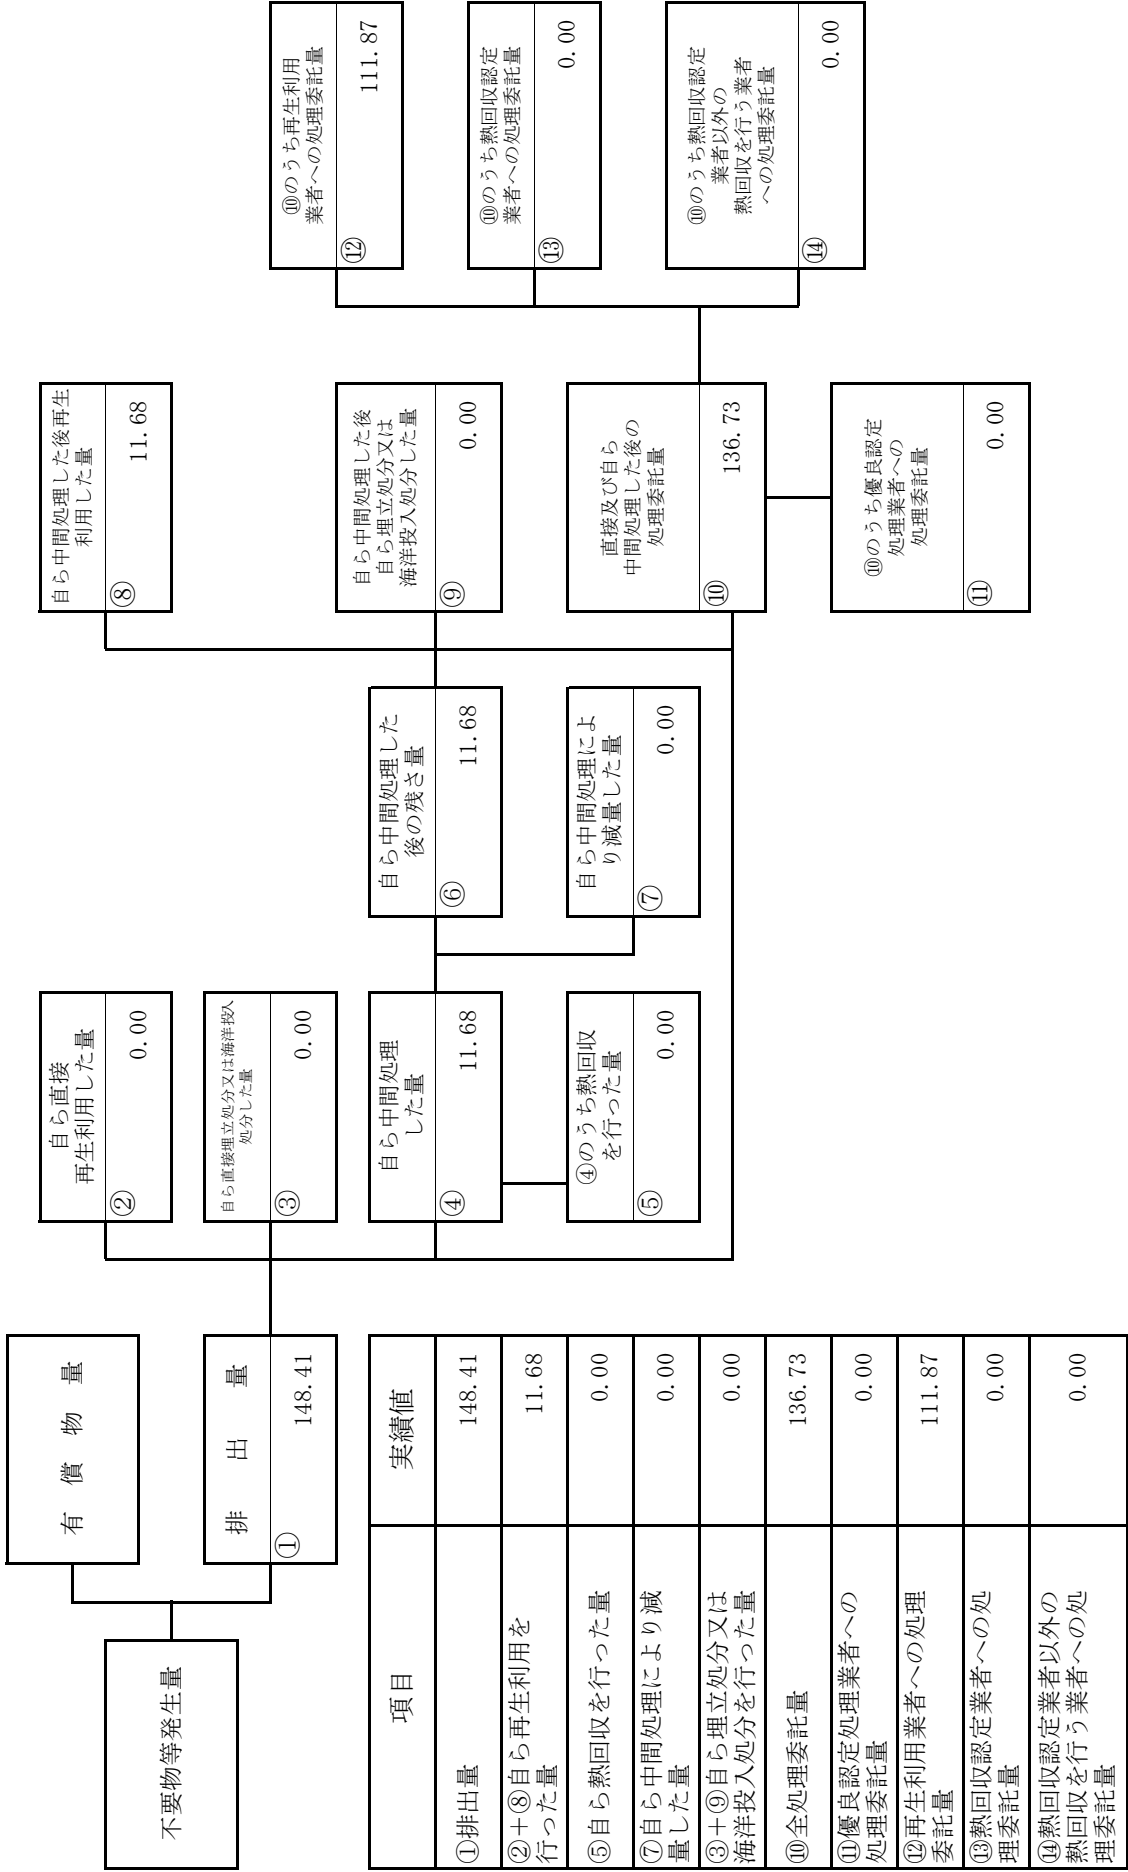 不要物等発生量
有償物量
排出量
①
148.41
自ら直接
再生利用した量
②
0.00
自ら直接埋立処分又は海洋投入
処分した量
③
0.00
自ら中間処理
した量
④
11.68
④のうち熱回収
を行った量
⑤
0.00
自ら中間処理した
後の残さ量
⑥
11.68
自ら中間処理によ
り減量した量
⑦
0.00
自ら中間処理した後再生
利用した量
⑧
11.68
自ら中間処理した後
自ら埋立処分又は
海洋投入処分した量
⑨
0.00
直接及び自ら
中間処理した後の
処理委託量
⑩
136.73
⑩のうち優良認定
処理業者への
処理委託量
⑪
0.00
⑩のうち再生利用
業者への処理委託量
⑫
111.87
⑩のうち熱回収認定
業者への処理委託量
⑬
0.00
⑩のうち熱回収認定
業者以外の
熱回収を行う業者
への処理委託量
⑭
0.00
項目
実績値
①排出量
148.41
②+⑧自ら再生利用を
行った量
11.68
⑤自ら熱回収を行った量
0.00
⑦自ら中間処理により減
量した量
0.00
③+⑨自ら埋立処分又は
海洋投入処分を行った量
0.00
⑩全処理委託量
136.73
⑪優良認定処理業者への
処理委託量
0.00
⑫再生利用業者への処理
委託量
111.87
⑬熱回収認定業者への処
理委託量
0.00
⑭熱回収認定業者以外の
熱回収を行う業者への処
理委託量
0.00